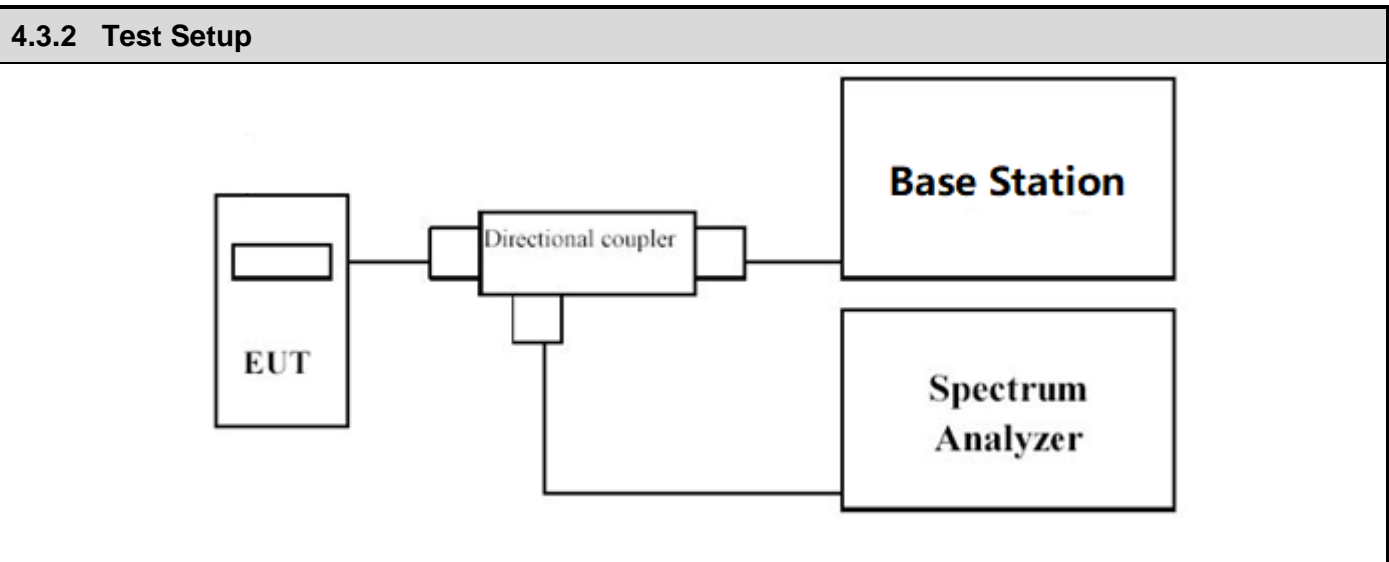 4.3.2 Test Setup
Base Station
Directional coupler
EUT
Spectrum
Analyzer